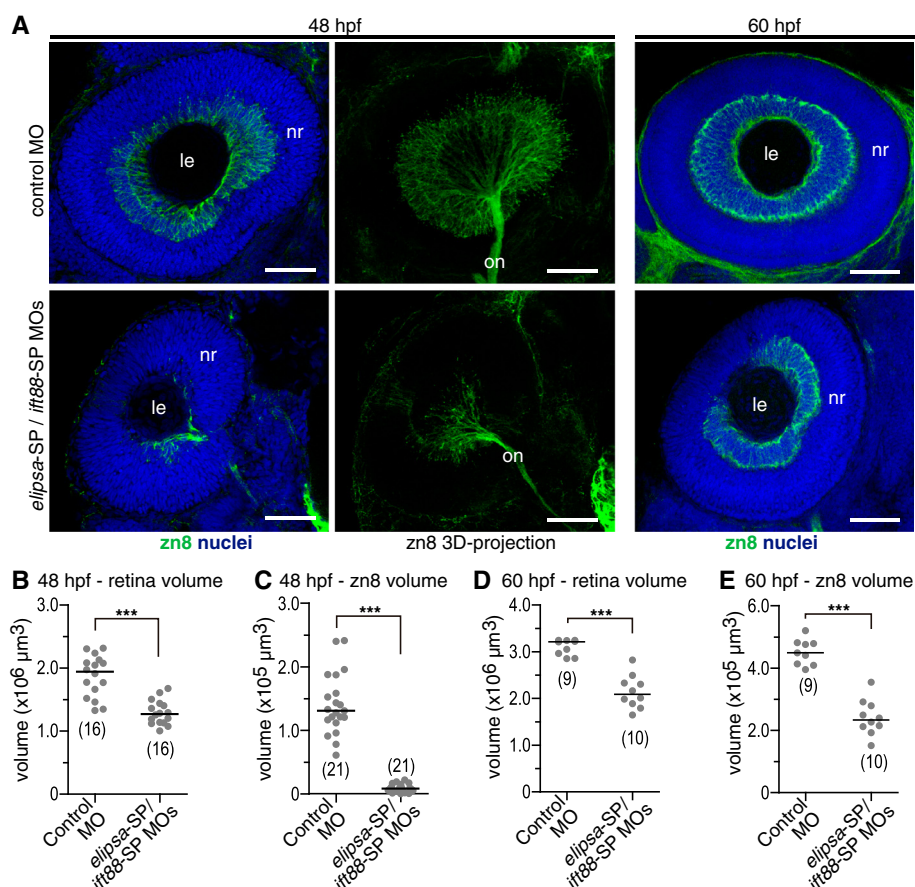 A
48 hpf
60 hpf
control MO
le
nr
on
le
nr
elipsa-SP / ift88-SP MOs
nr
le
on
le
nr
zn8 nuclei
zn8 3D-projection
zn8 nuclei
B 48 hpf - retina volume
volume (x10⁶ µm³)
3.0
2.0
1.0
0
***
(16)
(16)
Control MO
elipsa-SP/
ift88-SP MOs
C 48 hpf - zn8 volume
volume (x10⁵ µm³)
3.0
2.0
1.0
0
***
(21)
(21)
Control MO
elipsa-SP/
ift88-SP MOs
D 60 hpf - retina volume
volume (x10⁶ µm³)
4.0
3.0
2.0
1.0
***
(9)
(10)
Control MO
elipsa-SP/
ift88-SP MOs
E 60 hpf - zn8 volume
volume (x10⁵ µm³)
6.0
4.0
2.0
0
***
(9)
(10)
Control MO
elipsa-SP/
ift88-SP MOs